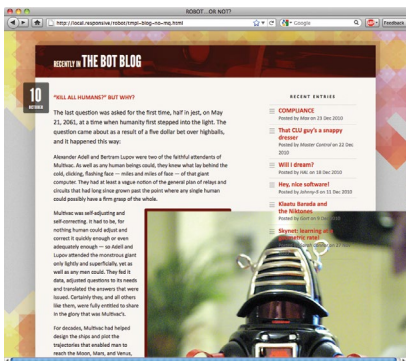 ROBOT... OR NOT?
http://local.responsive/robot/tmpl-blog-no-mq.html
Google
Feedback
RECENTLY IN THE BOT BLOG
10
OCTOBER
"KILL ALL HUMANS?" BUT WHY?
The last question was asked for the first time, half in jest, on May
21, 2061, at a time when humanity first stepped into the light. The
question came about as a result of a five dollar bet over highballs,
and it happened this way:
Alexander Adell and Bertram Lupov were two of the faithful attendants of
Multivac. As well as any human beings could, they knew what lay behind the
cold, clicking, flashing face — miles and miles of face — of that giant
computer. They had at least a vague notion of the general plan of relays and
circuits that had long since grown past the point where any single human
could possibly have a firm grasp of the whole.
Multivac was self-adjusting and
self-correcting. It had to be, for
nothing human could adjust and
correct it quickly enough or even
adequately enough — so Adell and
Lupov attended the monstrous giant
only lightly and superficially, yet as
well as any men could. They fed it
data, adjusted questions to its needs
and translated the answers that were
issued. Certainly they, and all others
like them, were fully entitled to share
in the glory that was Multivac's.
For decades, Multivac had helped
design the ships and plot the
trajectories that enabled man to
reach the Moon, Mars, and Venus,
RECENT ENTRIES
COMPLIANCE
Posted by Max on 23 Dec 2010
That CLU guy's a snappy
dresser
Posted by Master Control on 22 Dec
2010
Will I dream?
Posted by HAL on 18 Dec 2010
Hey, nice software!
Posted by Johnny-5 on 11 Dec 2010
Klaatu Barada and
the Niktones
Posted by Gort on 9 Dec
Skynet: learning at a
geometric rate!